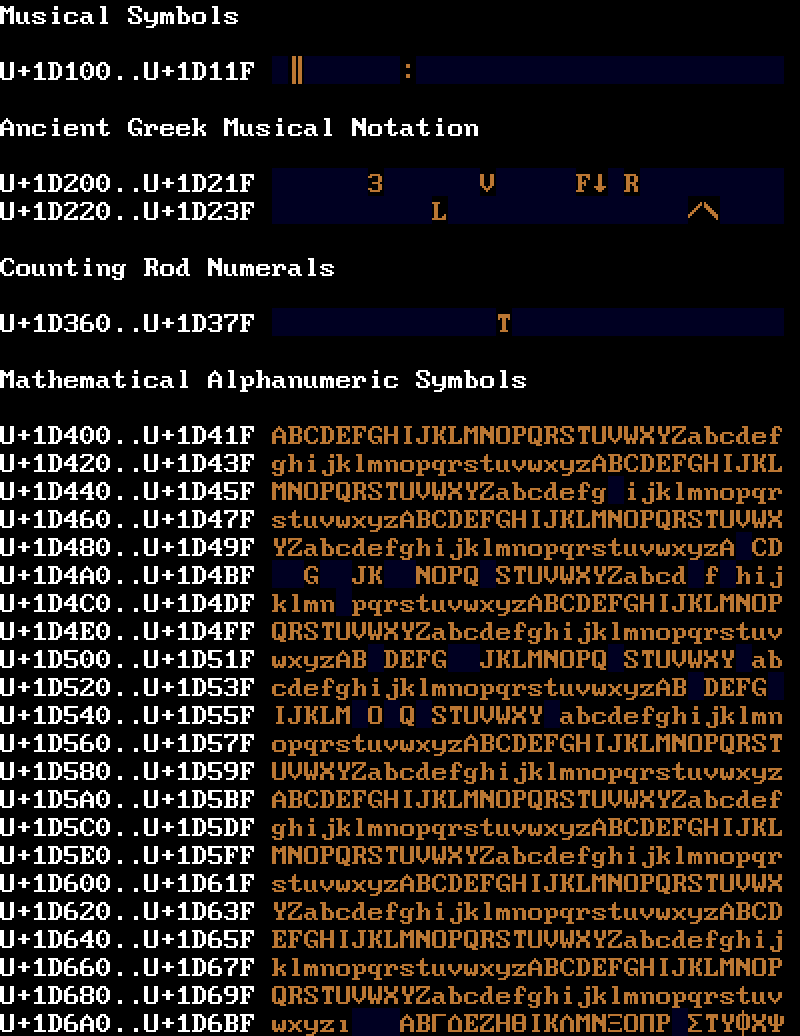 Musical Symbols
U+1D100..U+1D11F ‖ :
Ancient Greek Musical Notation
U+1D200..U+1D21F 3 V F↓ R
U+1D220..U+1D23F L ⁄\
Counting Rod Numerals
U+1D360..U+1D37F T
Mathematical Alphanumeric Symbols
U+1D400..U+1D41F ABCDEFGHIJKLMNOPQRSTUVWXYZabcdef
U+1D420..U+1D43F ghijklmnopqrstuvwxyzABCDEFGHIJKL
U+1D440..U+1D45F MNOPQRSTUVWXYZabcdefg ijklmnopqr
U+1D460..U+1D47F stuvwxyzABCDEFGHIJKLMNOPQRSTUVWX
U+1D480..U+1D49F YZabcdefghijklmnopqrstuvwxyzA CD
U+1D4A0..U+1D4BF G JK NOPQ STUVWXYZabcd f hij
U+1D4C0..U+1D4DF klmn pqrstuvwxyzABCDEFGHIJKLMNOP
U+1D4E0..U+1D4FF QRSTUVWXYZabcdefghijklmnopqrstuv
U+1D500..U+1D51F wxyzAB DEFG JKLMNOPQ STUVWXY ab
U+1D520..U+1D53F cdefghijklmnopqrstuvwxyzAB DEFG
U+1D540..U+1D55F IJKLM O Q STUVWXY abcdefghijklmn
U+1D560..U+1D57F opqrstuvwxyzABCDEFGHIJKLMNOPQRST
U+1D580..U+1D59F UVWXYZabcdefghijklmnopqrstuvwxyz
U+1D5A0..U+1D5BF ABCDEFGHIJKLMNOPQRSTUVWXYZabcdef
U+1D5C0..U+1D5DF ghijklmnopqrstuvwxyzABCDEFGHIJKL
U+1D5E0..U+1D5FF MNOPQRSTUVWXYZabcdefghijklmnopqr
U+1D600..U+1D61F stuvwxyzABCDEFGHIJKLMNOPQRSTUVWX
U+1D620..U+1D63F YZabcdefghijklmnopqrstuvwxyzABCD
U+1D640..U+1D65F EFGHIJKLMNOPQRSTUVWXYZabcdefghij
U+1D660..U+1D67F klmnopqrstuvwxyzABCDEFGHIJKLMNOP
U+1D680..U+1D69F QRSTUVWXYZabcdefghijklmnopqrstuv
U+1D6A0..U+1D6BF wxyzı ΑΒΓΔΕΖΗΘΙΚΛΜΝΞΟΠΡ ΣΤΥΦΧΨ